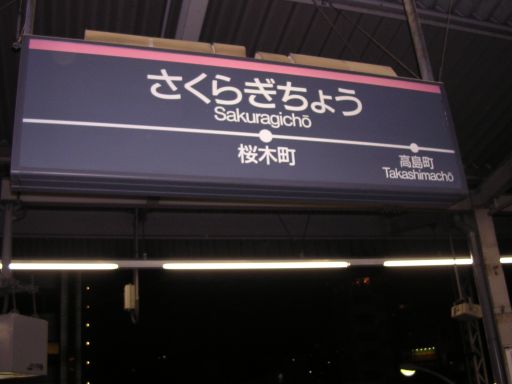 さくらぎちょう
Sakuragichō
桜木町
高島町
Takashimachō